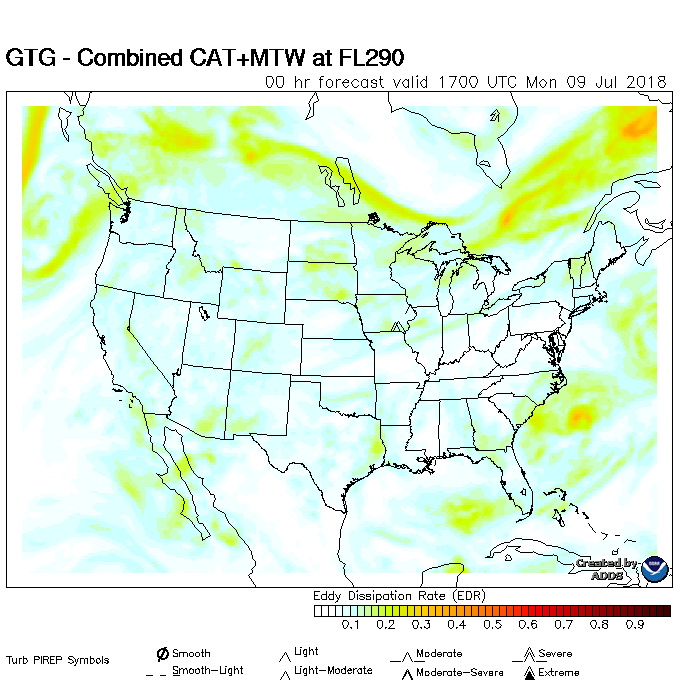 GTG - Combined CAT+MTW at FL290
00 hr forecast valid 1700 UTC Mon 09 Jul 2018
Created by
ADDS
Eddy Dissipation Rate (EDR)
0.1 0.2 0.3 0.4 0.5 0.6 0.7 0.8 0.9
Turb PIREP Symbols
Smooth Light Moderate Severe
Smooth-Light Light-Moderate Moderate-Severe Extreme